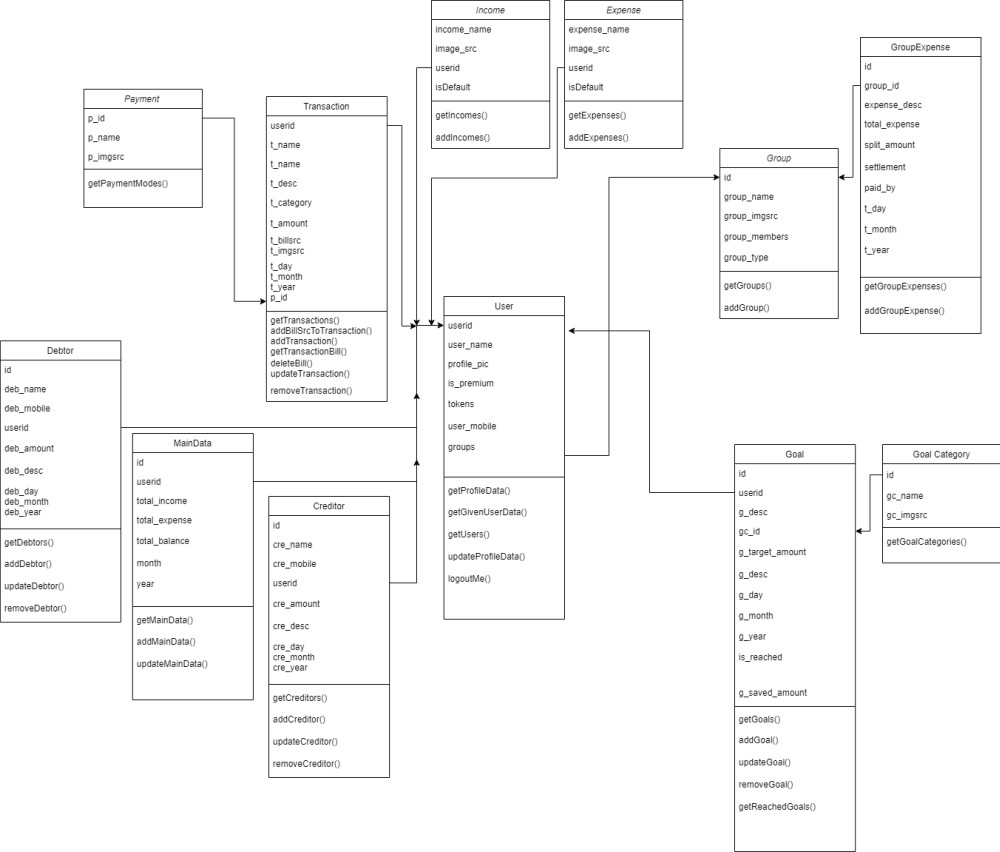 Income
income_name
image_src
userid
isDefault
getIncomes()
addIncomes()
Expense
expense_name
image_src
userid
isDefault
getExpenses()
addExpenses()
GroupExpense
id
group_id
expense_desc
total_expense
split_amount
settlement
paid_by
t_day
t_month
t_year
getGroupExpenses()
addGroupExpense()
Payment
p_id
p_name
p_imgsrc
getPaymentModes()
Transaction
userid
t_name
t_name
t_desc
t_category
t_amount
t_billsrc
t_imgsrc
t_day
t_month
t_year
p_id
getTransactions()
addBillSrcToTransaction()
addTransaction()
getTransactionBill()
deleteBill()
updateTransaction()
removeTransaction()
Group
id
group_name
group_imgsrc
group_members
group_type
getGroups()
addGroup()
User
userid
user_name
profile_pic
is_premium
tokens
user_mobile
groups
getProfileData()
getGivenUserData()
getUsers()
updateProfileData()
logoutMe()
Debtor
id
deb_name
deb_mobile
userid
deb_amount
deb_desc
deb_day
deb_month
deb_year
getDebtors()
addDebtor()
updateDebtor()
removeDebtor()
MainData
id
userid
total_income
total_expense
total_balance
month
year
getMainData()
addMainData()
updateMainData()
Creditor
id
cre_name
cre_mobile
userid
cre_amount
cre_desc
cre_day
cre_month
cre_year
getCreditors()
addCreditor()
updateCreditor()
removeCreditor()
Goal
id
userid
g_desc
gc_id
g_target_amount
g_desc
g_day
g_month
g_year
is_reached
g_saved_amount
getGoals()
addGoal()
updateGoal()
removeGoal()
getReachedGoals()
Goal Category
id
gc_name
gc_imgsrc
getGoalCategories()